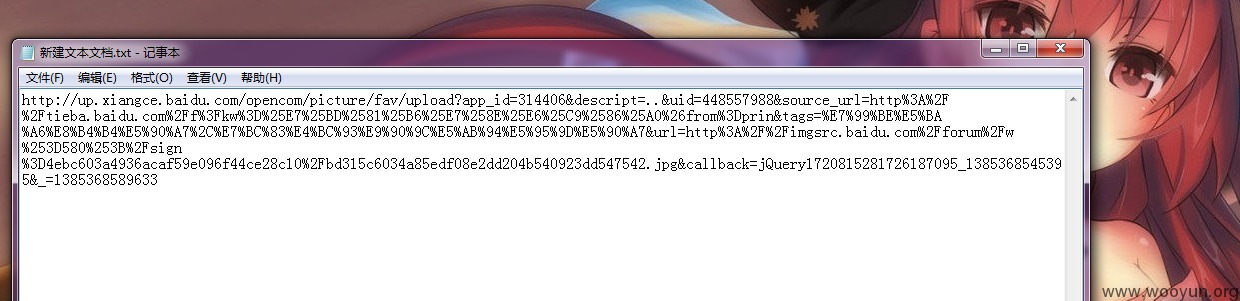 新建文本文档.txt - 记事本
文件(F) 编辑(E) 格式(O) 查看(V) 帮助(H)
http://up.xiangce.baidu.com/opencom/picture/fav/upload?app_id=314406&descript=..&uid=448557988&source_url=http%3A%2F
%2Ftieba.baidu.com%2Ff%3Fkw%3D%25E7%25BD%2581%25B6%25E7%258E%25E6%25C9%2586%25A0%26from%3Dprin&tags=%E7%99%BE%E5%BA
%A6%E8%B4%B4%E5%90%A7%2C%E7%BC%83%E4%BC%93%E9%90%9C%E5%AB%94%E5%95%9D%E5%90%A7&url=http%3A%2F%2Fimgsrc.baidu.com%2Fforum%2Fw
%253D580%253B%2Fsign
%3D4ebc603a4936acaf59e096f44ce28c10%2Fbd315c6034a85edf08e2dd204b540923dd547542.jpg&callback=jQuery1720815281726187095_138536854539
5&_=1385368589633
www.wooyun.org